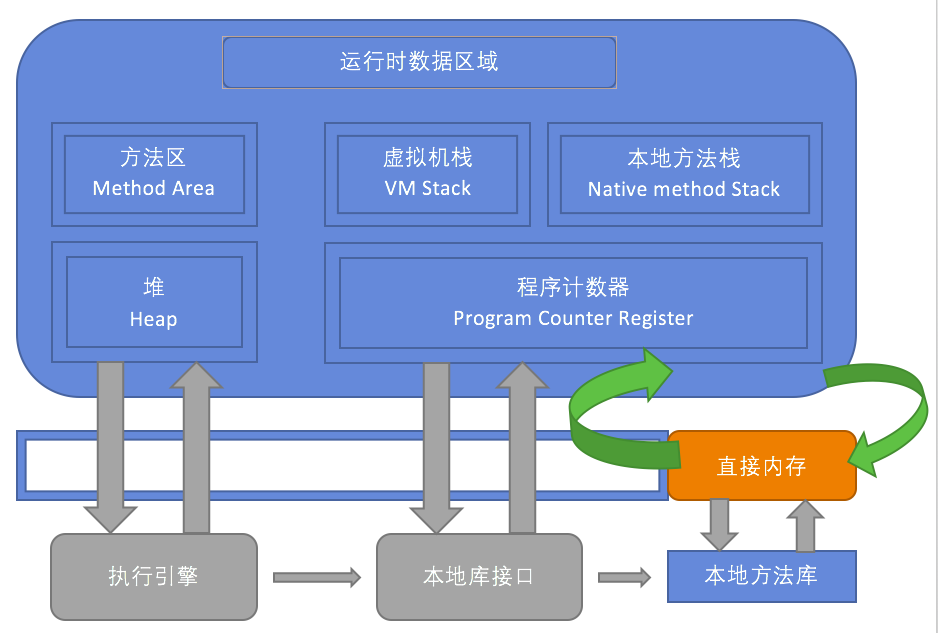 运行时数据区域
方法区
Method Area
虚拟机栈
VM Stack
本地方法栈
Native method Stack
堆
Heap
程序计数器
Program Counter Register
直接内存
执行引擎
本地库接口
本地方法库